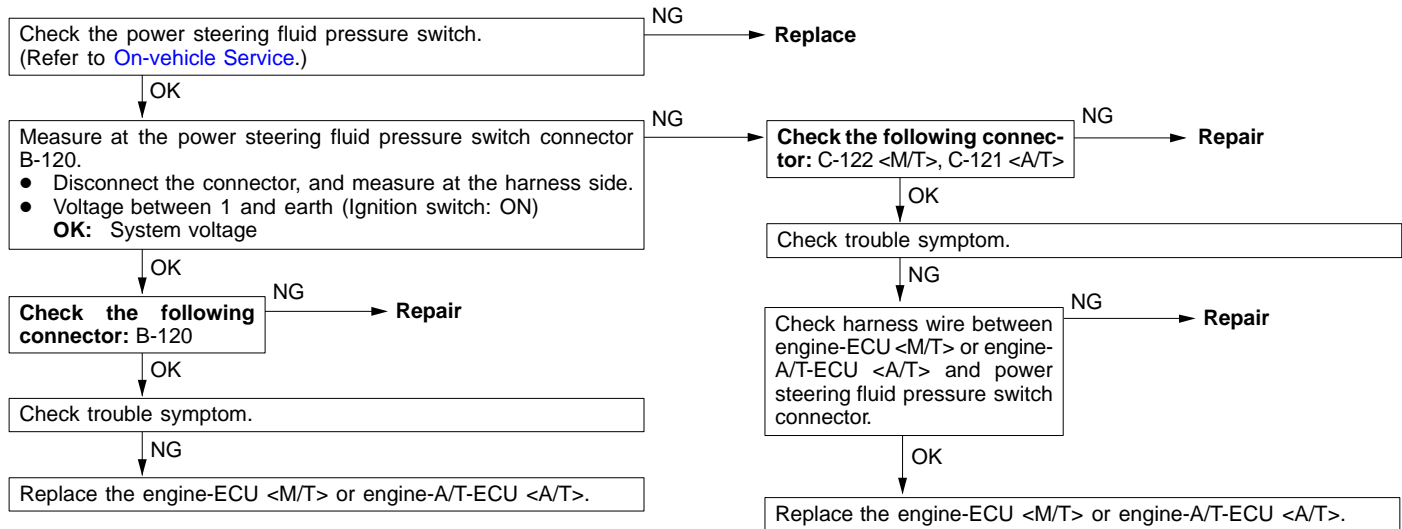 Check the power steering fluid pressure switch.
(Refer to On-vehicle Service.)
NG
Replace
OK
Measure at the power steering fluid pressure switch connector
B-120.
● Disconnect the connector, and measure at the harness side.
● Voltage between 1 and earth (Ignition switch: ON)
OK: System voltage
NG
OK
Check the following
connector: B-120
NG
Repair
OK
Check trouble symptom.
NG
Replace the engine-ECU <M/T> or engine-A/T-ECU <A/T>.
Check the following connec-
tor: C-122 <M/T>, C-121 <A/T>
NG
Repair
OK
Check trouble symptom.
NG
Check harness wire between
engine-ECU <M/T> or engine-
A/T-ECU <A/T> and power
steering fluid pressure switch
connector.
NG
Repair
OK
Replace the engine-ECU <M/T> or engine-A/T-ECU <A/T>.